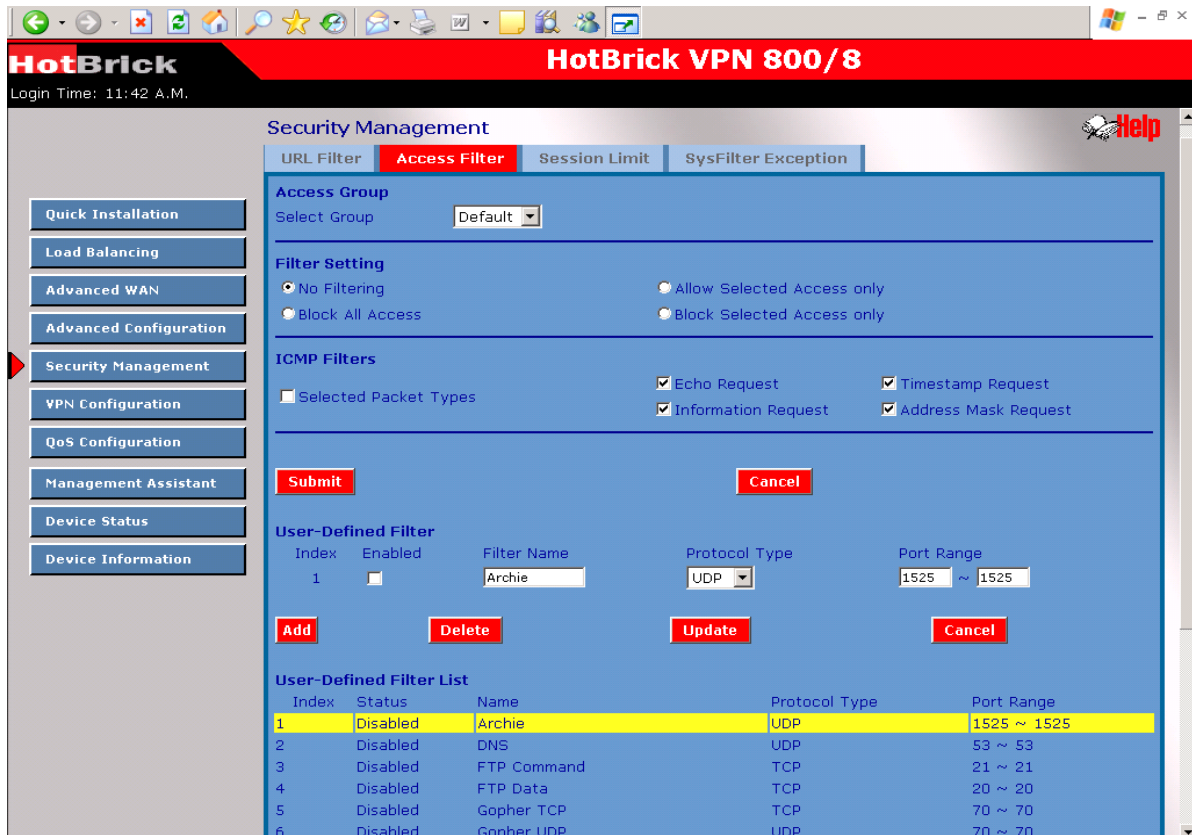 HotBrick
HotBrick VPN 800/8
Login Time: 11:42 A.M.
Security Management
Help
URL Filter Access Filter Session Limit SysFilter Exception
Quick Installation
Load Balancing
Advanced WAN
Advanced Configuration
Security Management
VPN Configuration
QoS Configuration
Management Assistant
Device Status
Device Information
Access Group
Select Group Default
Filter Setting
No Filtering Allow Selected Access only
Block All Access Block Selected Access only
ICMP Filters
Selected Packet Types
Echo Request Timestamp Request
Information Request Address Mask Request
Submit Cancel
User-Defined Filter
Index Enabled Filter Name Protocol Type Port Range
1 Archie UDP 1525 ~ 1525
Add Delete Update Cancel
User-Defined Filter List
Index Status Name Protocol Type Port Range
1 Disabled Archie UDP 1525 ~ 1525
2 Disabled DNS UDP 53 ~ 53
3 Disabled FTP Command TCP 21 ~ 21
4 Disabled FTP Data TCP 20 ~ 20
5 Disabled Gopher TCP TCP 70 ~ 70
6 Disabled Gopher UDP UDP 70 ~ 70